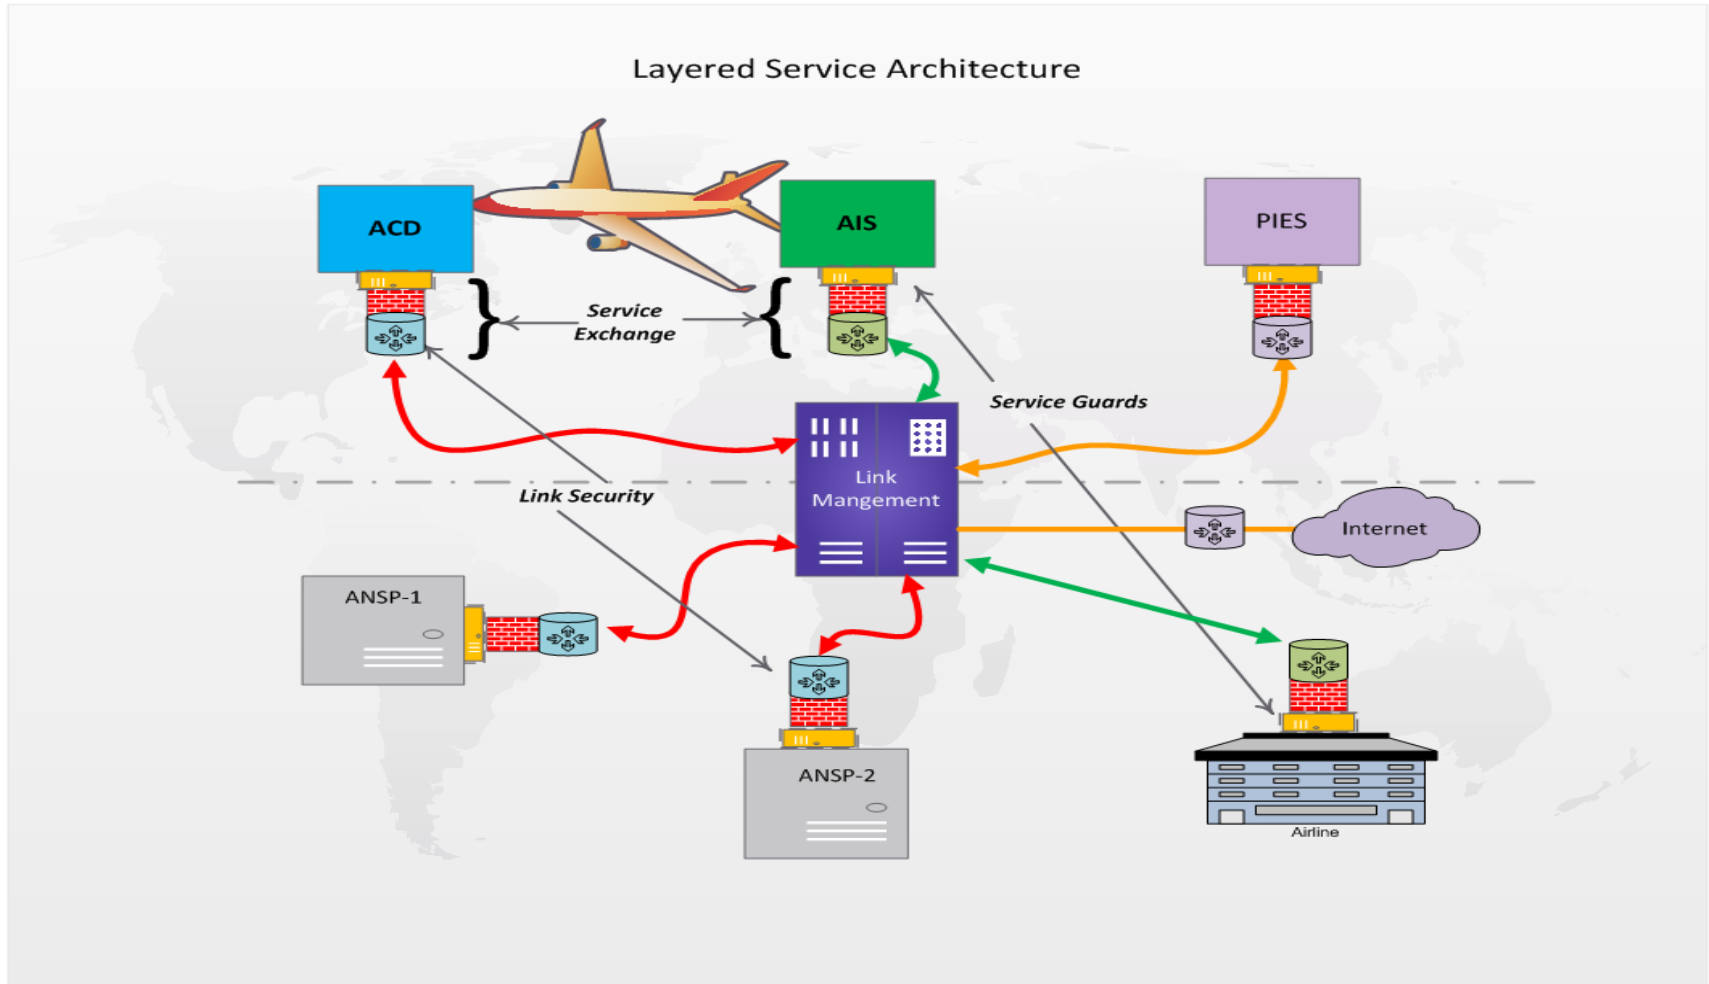 Layered Service Architecture
ACD
AIS
PIES
Service
Exchange
Service Guards
Link
Mangement
Link Security
Internet
ANSP-1
ANSP-2
Airline